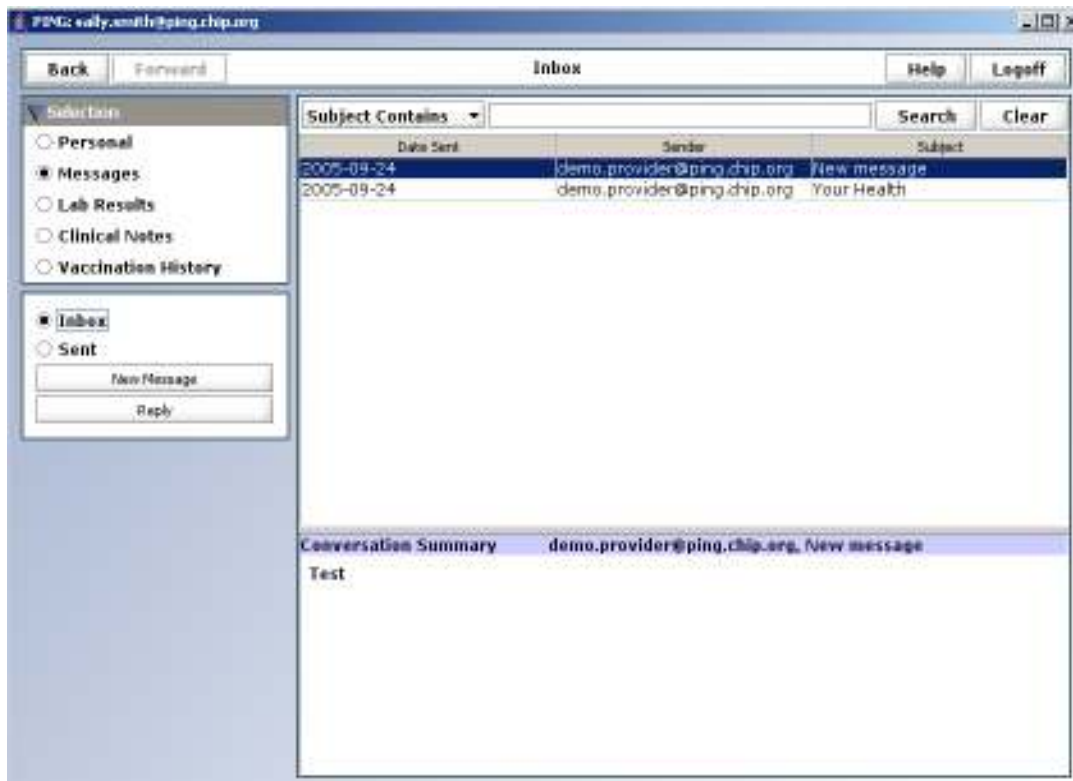 PING: sally.smith@ping.chip.org
Back Forward Inbox Help Logoff
Selection
Personal
Messages
Lab Results
Clinical Notes
Vaccination History
Inbox
Sent
New Message
Reply
Subject Contains Search Clear
Date Sent Sender Subject
2005-09-24 demo.provider@ping.chip.org New message
2005-09-24 demo.provider@ping.chip.org Your Health
Conversation Summary demo.provider@ping.chip.org, New message
Test